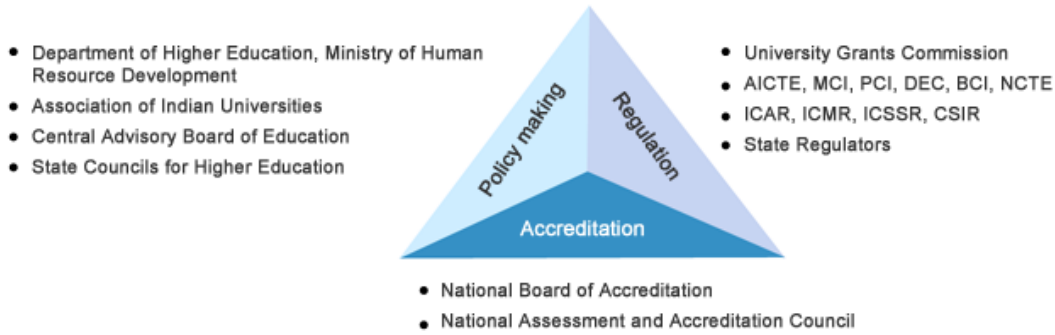 • Department of Higher Education, Ministry of Human
Resource Development
• Association of Indian Universities
• Central Advisory Board of Education
• State Councils for Higher Education
Policy making
Regulation
Accreditation
• University Grants Commission
• AICTE, MCI, PCI, DEC, BCI, NCTE
• ICAR, ICMR, ICSSR, CSIR
• State Regulators
• National Board of Accreditation
• National Assessment and Accreditation Council